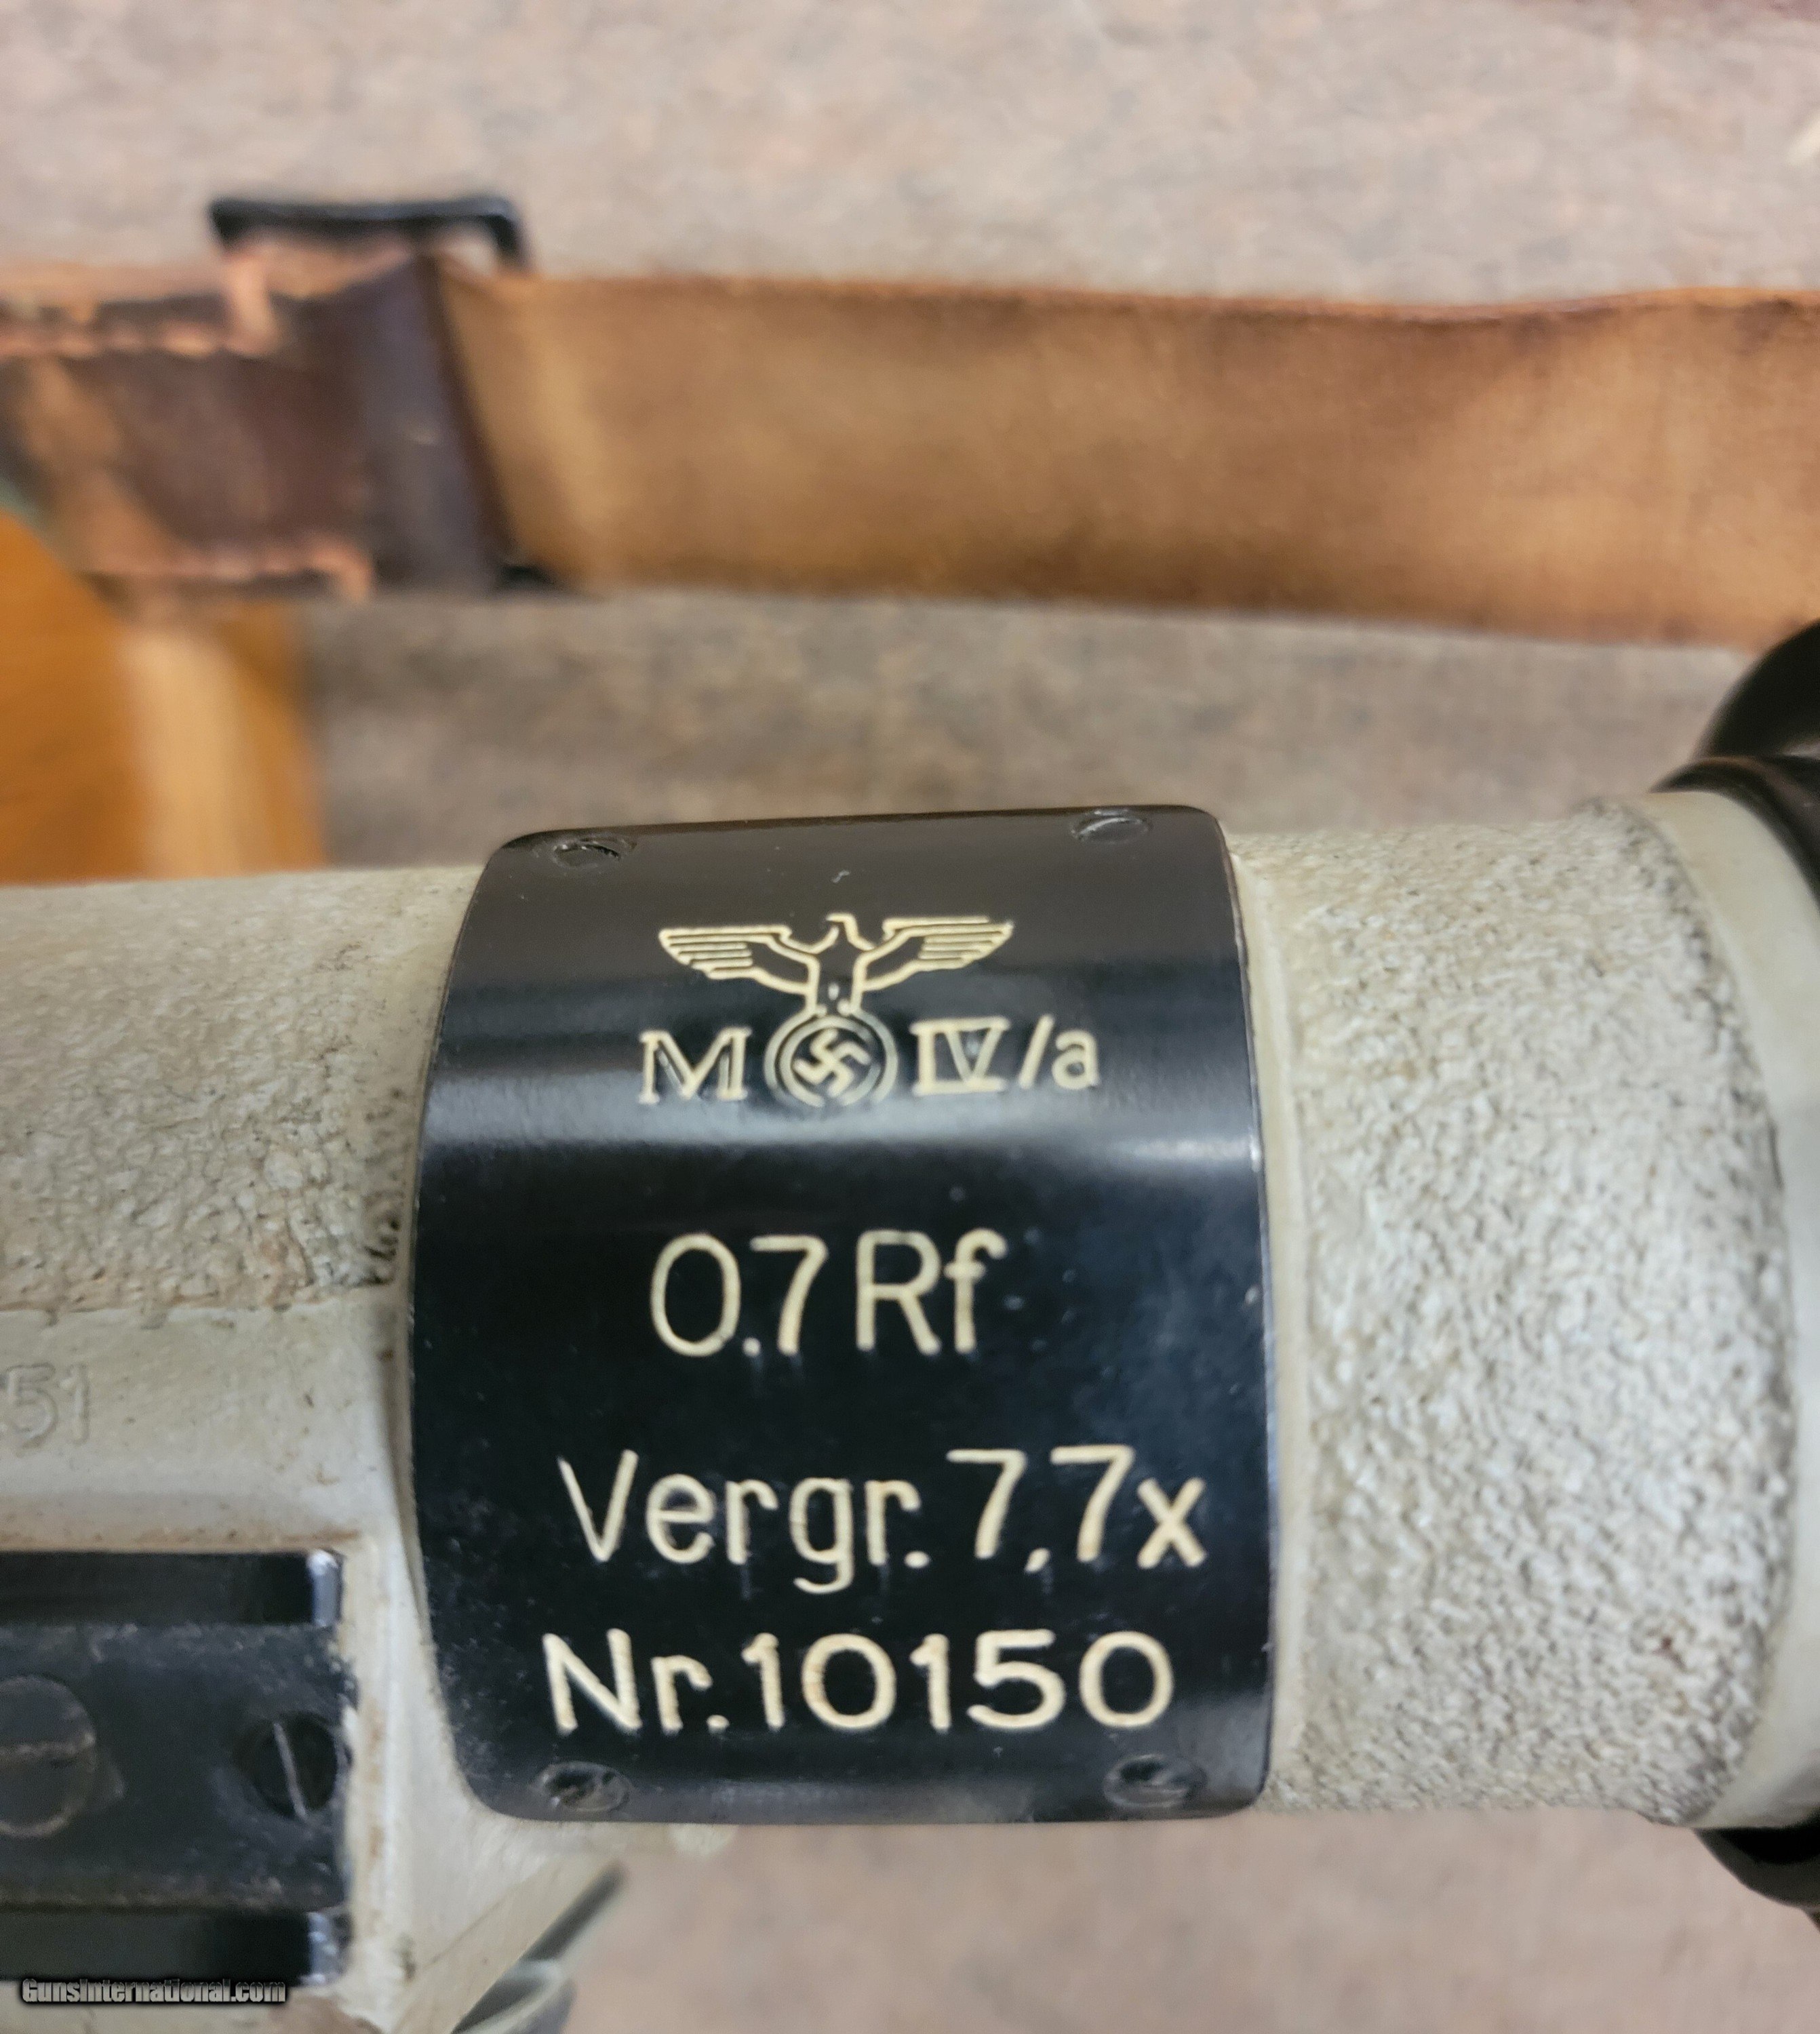 M IV/a
0.7 Rf
Vergr. 7,7x
Nr. 10150
51
GunsInternational.com